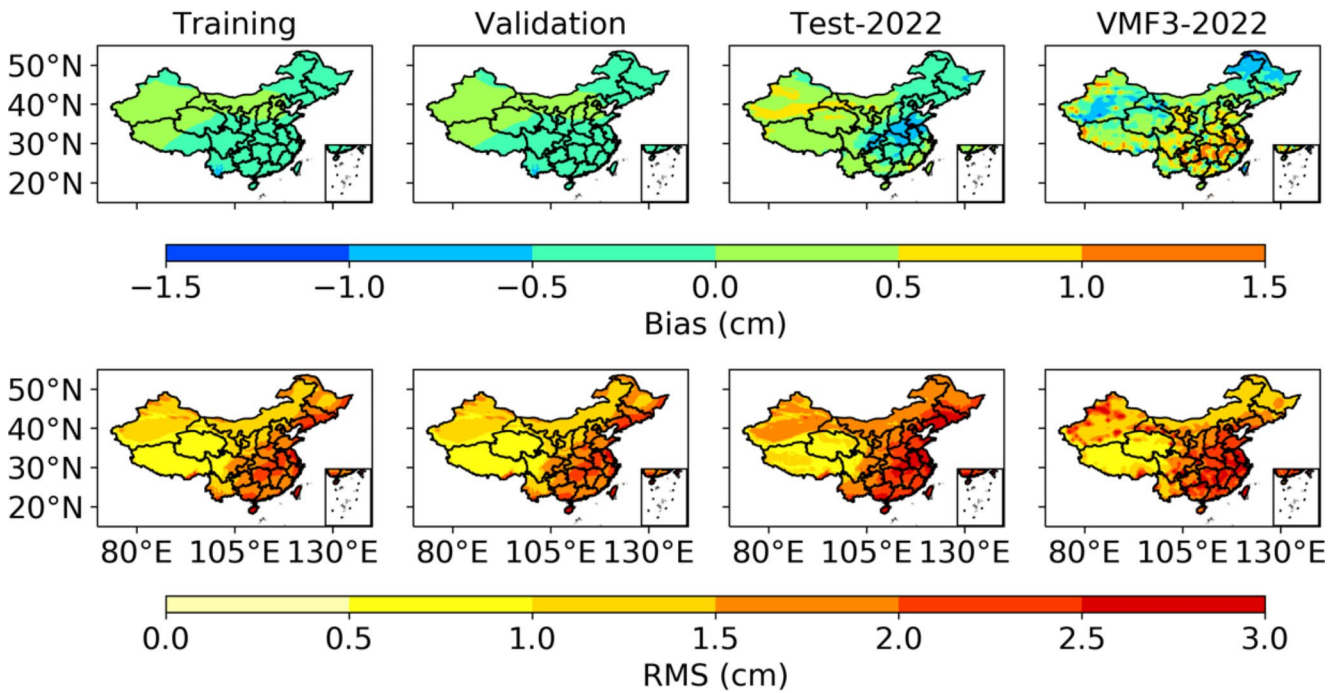 Training Validation Test-2022 VMF3-2022
50°N
40°N
30°N
20°N
−1.5 −1.0 −0.5 0.0 0.5 1.0 1.5
Bias (cm)
50°N
40°N
30°N
20°N
80°E 105°E 130°E 80°E 105°E 130°E 80°E 105°E 130°E 80°E 105°E 130°E
0.0 0.5 1.0 1.5 2.0 2.5 3.0
RMS (cm)